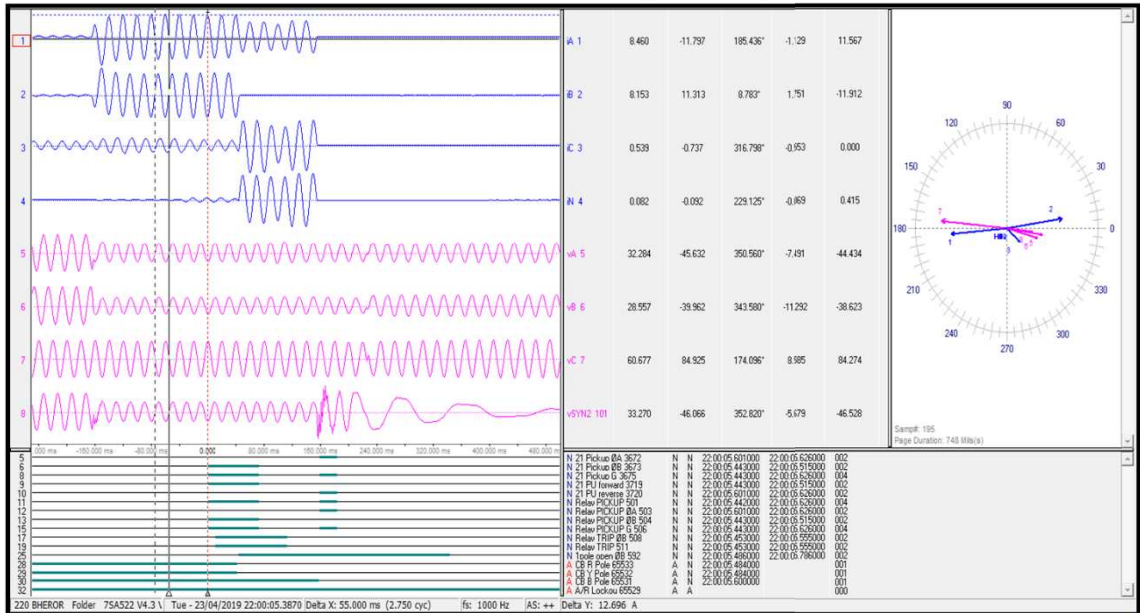 1 iA 1 8.460 -11.797 185.436° -1.129 11.567
2 iB 2 8.153 11.313 8.783° 1.751 -11.912
3 iC 3 0.539 -0.737 316.798° -0.953 0.000
4 iN 4 0.082 -0.092 229.125° -0.069 0.415
5 vA 5 32.284 -45.632 350.560° -7.491 -44.434
6 vB 6 28.557 -39.962 343.580° -11.292 -38.623
7 vC 7 60.677 84.925 174.096° 8.985 84.274
8 vSYN2 101 33.270 -46.066 352.820° -5.679 -46.528
90
120 60
150 30
180 0
210 330
240 300
270
7 2 1
Samp#: 195
Page Duration: 748 Mils(s)
-150.000 ms -80.000 ms 0.000 80.000 ms 160.000 ms 240.000 ms 320.000 ms 400.000 ms 480.000 ms
5 N 21 Pickup ØA 3672 N N 22:00:05.601000 22:00:05.626000 002
6 N 21 Pickup ØB 3673 N N 22:00:05.443000 22:00:05.515000 002
8 N 21 Pickup G 3675 N N 22:00:05.443000 22:00:05.626000 004
9 N 21 PU forward 3719 N N 22:00:05.443000 22:00:05.515000 002
10 N 21 PU reverse 3720 N N 22:00:05.601000 22:00:05.626000 002
11 N Relay PICKUP 501 N N 22:00:05.442000 22:00:05.626000 004
12 N Relay PICKUP ØA 503 N N 22:00:05.601000 22:00:05.626000 002
13 N Relay PICKUP ØB 504 N N 22:00:05.443000 22:00:05.515000 002
15 N Relay PICKUP G 506 N N 22:00:05.443000 22:00:05.626000 004
17 N Relay TRIP ØB 508 N N 22:00:05.453000 22:00:05.555000 002
19 N Relay TRIP 511 N N 22:00:05.453000 22:00:05.555000 002
25 N 1pole open ØB 592 N N 22:00:05.486000 22:00:05.786000 002
28 A CB R Pole 65533 A N 22:00:05.484000 001
29 A CB Y Pole 65532 A N 22:00:05.484000 001
30 A CB B Pole 65531 A N 22:00:05.600000 001
32 A A/R Lockou 65529 A A 000
220 BHEROR Folder 7SA522 V4.3 \ Tue - 23/04/2019 22:00:05.3870 Delta X: 55.000 ms (2.750 cyc) fs: 1000 Hz AS: ++ Delta Y: 12.696 A